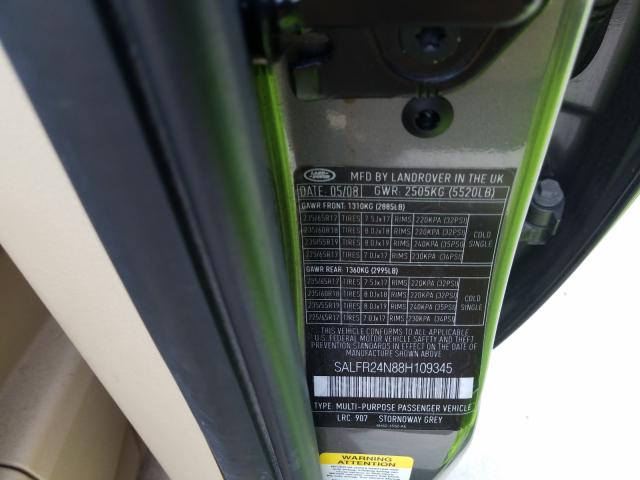 LAND ROVER
MFD BY LANDROVER IN THE UK
DATE: 05/08 GWR: 2505KG (5520LB)
GAWR FRONT: 1310KG (2885LB)
235/65R17 TIRES 7.5Jx17 RIMS 220KPA (32PSI)
235/60R18 TIRES 8.0Jx18 RIMS 220KPA (32PSI) COLD
235/55R19 TIRES 8.0Jx19 RIMS 240KPA (35PSI) SINGLE
225/65R17 TIRES 7.0Jx17 RIMS 230KPA (34PSI)
GAWR REAR: 1360KG (2995LB)
235/65R17 TIRES 7.5Jx17 RIMS 220KPA (32PSI)
235/60R18 TIRES 8.0Jx18 RIMS 220KPA (32PSI) COLD
235/55R19 TIRES 8.0Jx19 RIMS 240KPA (35PSI) SINGLE
225/65R17 TIRES 7.0Jx17 RIMS 230KPA (34PSI)
THIS VEHICLE CONFORMS TO ALL APPLICABLE
U.S. FEDERAL MOTOR VEHICLE SAFETY AND THEFT
PREVENTION STANDARDS IN EFFECT ON THE DATE
OF MANUFACTURE SHOWN ABOVE.
SALFR24N88H109345
TYPE: MULTI-PURPOSE PASSENGER VEHICLE
LRC. 907 STORNOWAY GREY
WARNING
ATTENTION